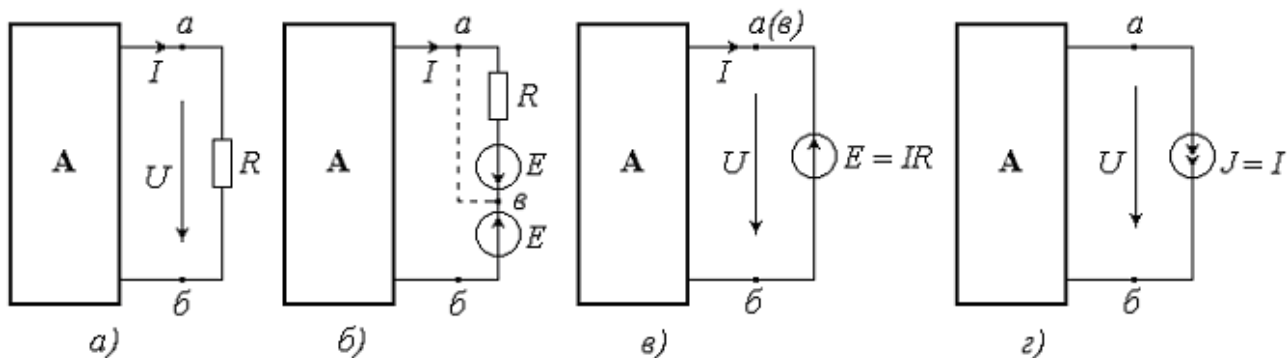 a a a(в) a
I I I
A U R A R E в E A U E = IR A U J = I
б б б б
а) б) в) г)